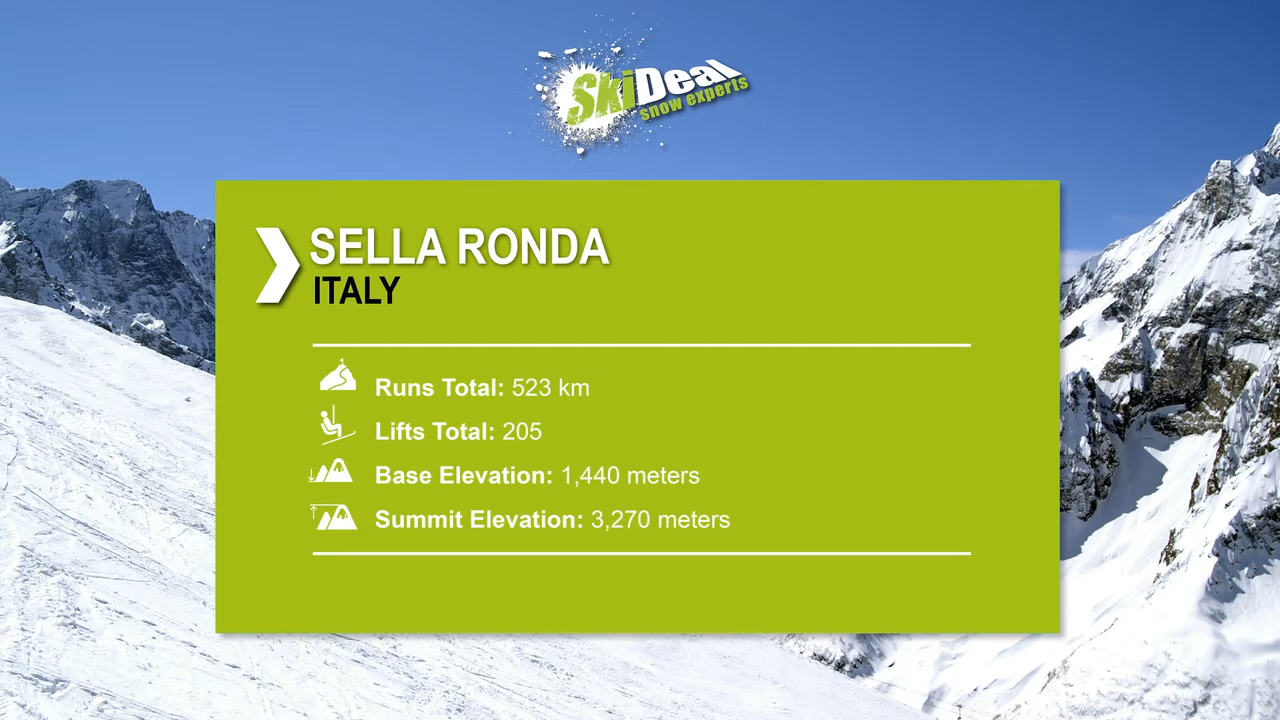 SkiDeal
snow experts
SELLA RONDA
ITALY
Runs Total: 523 km
Lifts Total: 205
Base Elevation: 1,440 meters
Summit Elevation: 3,270 meters